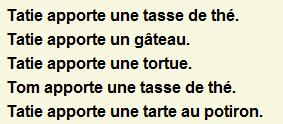 Tatie apporte une tasse de thé.
Tatie apporte un gâteau.
Tatie apporte une tortue.
Tom apporte une tasse de thé.
Tatie apporte une tarte au potiron.